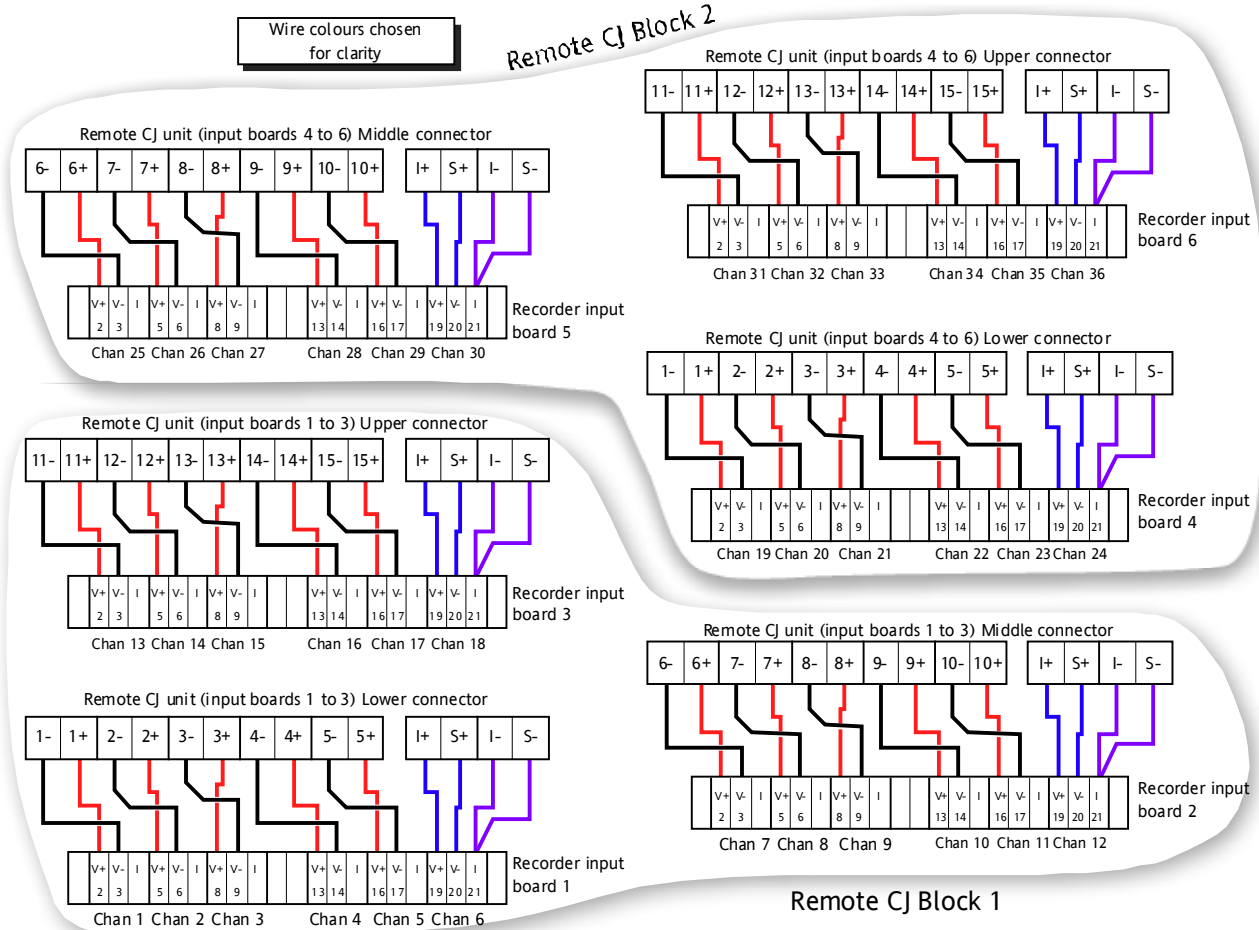 Wire colours chosen
for clarity
Remote CJ Block 2
Remote CJ unit (input boards 4 to 6) Upper connector
11- 11+ 12- 12+ 13- 13+ 14- 14+ 15- 15+ I+ S+ I- S-
V+ V- I V+ V- I V+ V- I V+ V- I V+ V- I V+ V- I
2 3 5 6 8 9 13 14 16 17 19 20 21
Recorder input
board 6
Chan 31 Chan 32 Chan 33 Chan 34 Chan 35 Chan 36
Remote CJ unit (input boards 4 to 6) Middle connector
6- 6+ 7- 7+ 8- 8+ 9- 9+ 10- 10+ I+ S+ I- S-
V+ V- I V+ V- I V+ V- I V+ V- I V+ V- I V+ V- I
2 3 5 6 8 9 13 14 16 17 19 20 21
Recorder input
board 5
Chan 25 Chan 26 Chan 27 Chan 28 Chan 29 Chan 30
Remote CJ unit (input boards 4 to 6) Lower connector
1- 1+ 2- 2+ 3- 3+ 4- 4+ 5- 5+ I+ S+ I- S-
V+ V- I V+ V- I V+ V- I V+ V- I V+ V- I V+ V- I
2 3 5 6 8 9 13 14 16 17 19 20 21
Recorder input
board 4
Chan 19 Chan 20 Chan 21 Chan 22 Chan 23 Chan 24
Remote CJ unit (input boards 1 to 3) Upper connector
11- 11+ 12- 12+ 13- 13+ 14- 14+ 15- 15+ I+ S+ I- S-
V+ V- I V+ V- I V+ V- I V+ V- I V+ V- I V+ V- I
2 3 5 6 8 9 13 14 16 17 19 20 21
Recorder input
board 3
Chan 13 Chan 14 Chan 15 Chan 16 Chan 17 Chan 18
Remote CJ unit (input boards 1 to 3) Middle connector
6- 6+ 7- 7+ 8- 8+ 9- 9+ 10- 10+ I+ S+ I- S-
V+ V- I V+ V- I V+ V- I V+ V- I V+ V- I V+ V- I
2 3 5 6 8 9 13 14 16 17 19 20 21
Recorder input
board 2
Chan 7 Chan 8 Chan 9 Chan 10 Chan 11 Chan 12
Remote CJ unit (input boards 1 to 3) Lower connector
1- 1+ 2- 2+ 3- 3+ 4- 4+ 5- 5+ I+ S+ I- S-
V+ V- I V+ V- I V+ V- I V+ V- I V+ V- I V+ V- I
2 3 5 6 8 9 13 14 16 17 19 20 21
Recorder input
board 1
Chan 1 Chan 2 Chan 3 Chan 4 Chan 5 Chan 6
Remote CJ Block 1